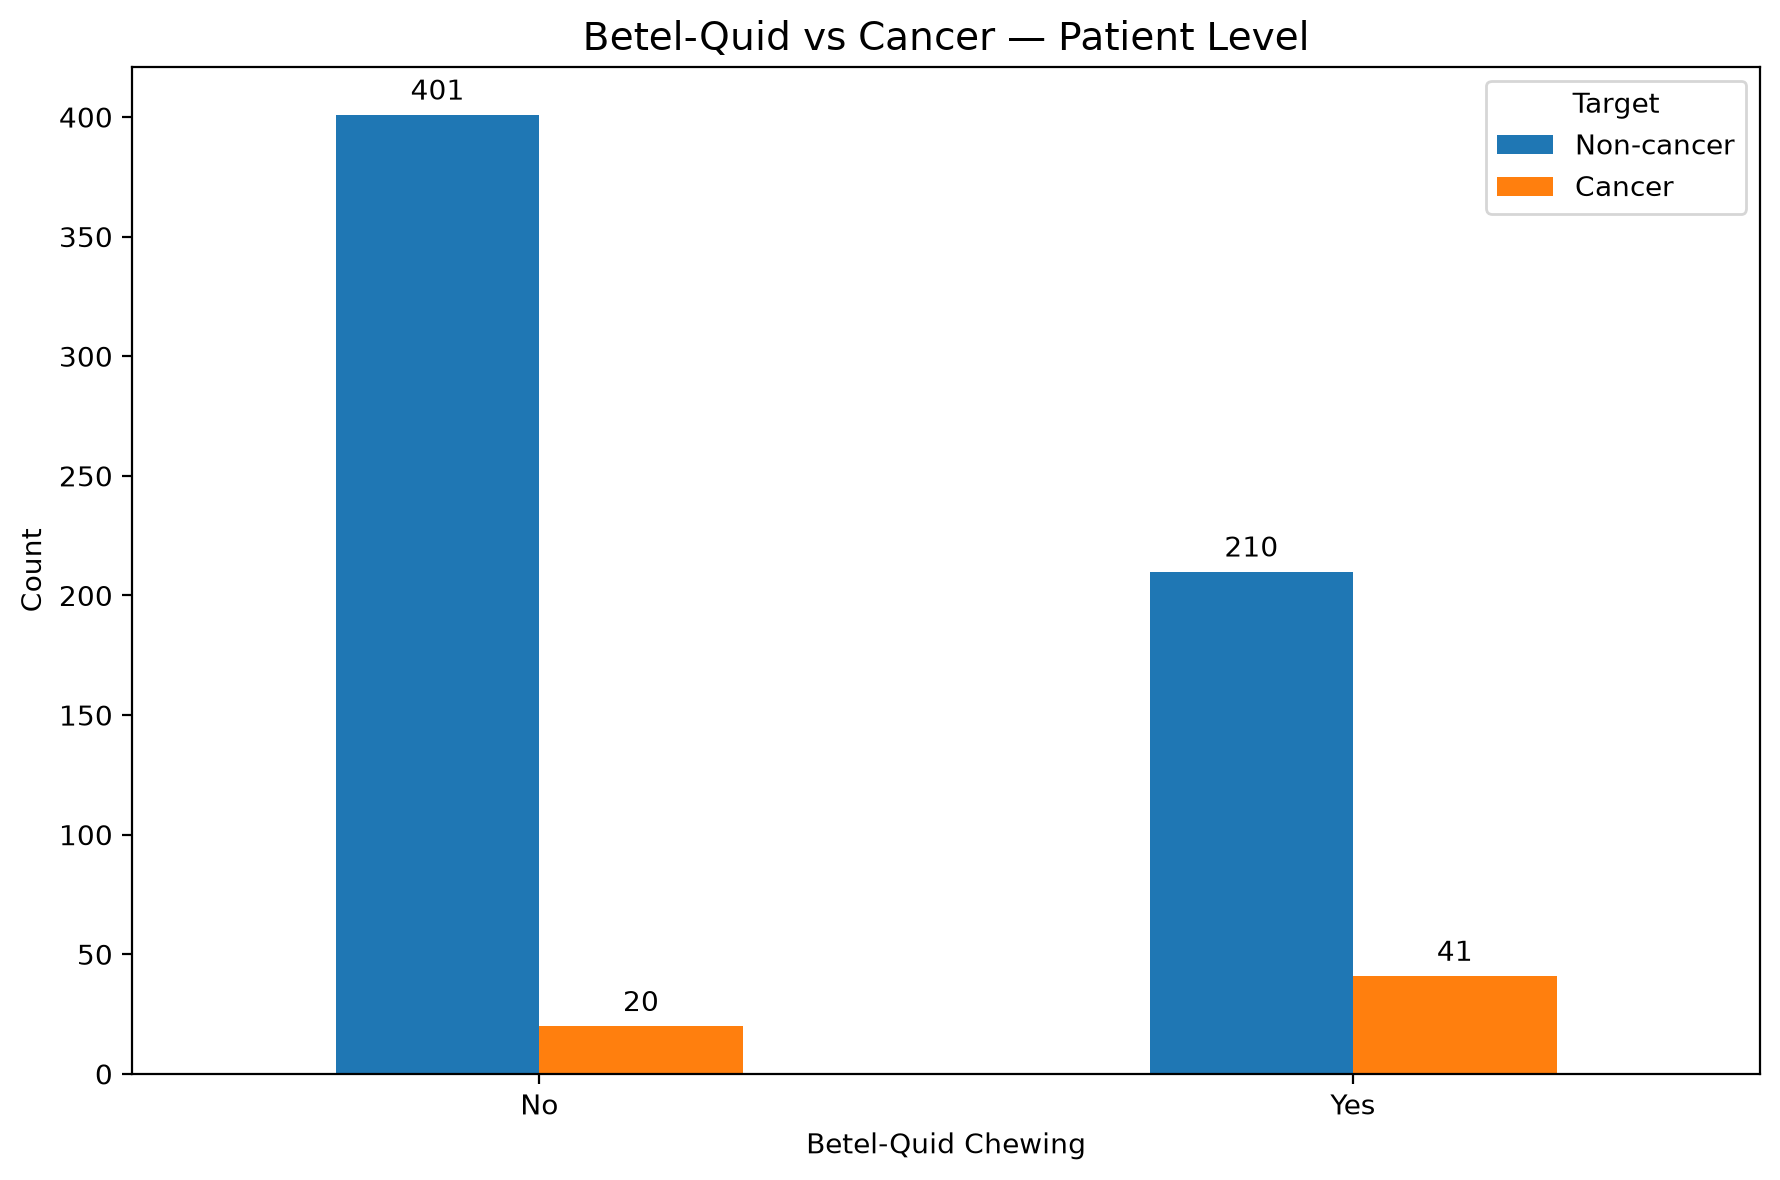 Betel-Quid vs Cancer — Patient Level
Target
Non-cancer
Cancer
401
20
210
41
400
350
300
250
200
150
100
50
0
Count
No
Yes
Betel-Quid Chewing